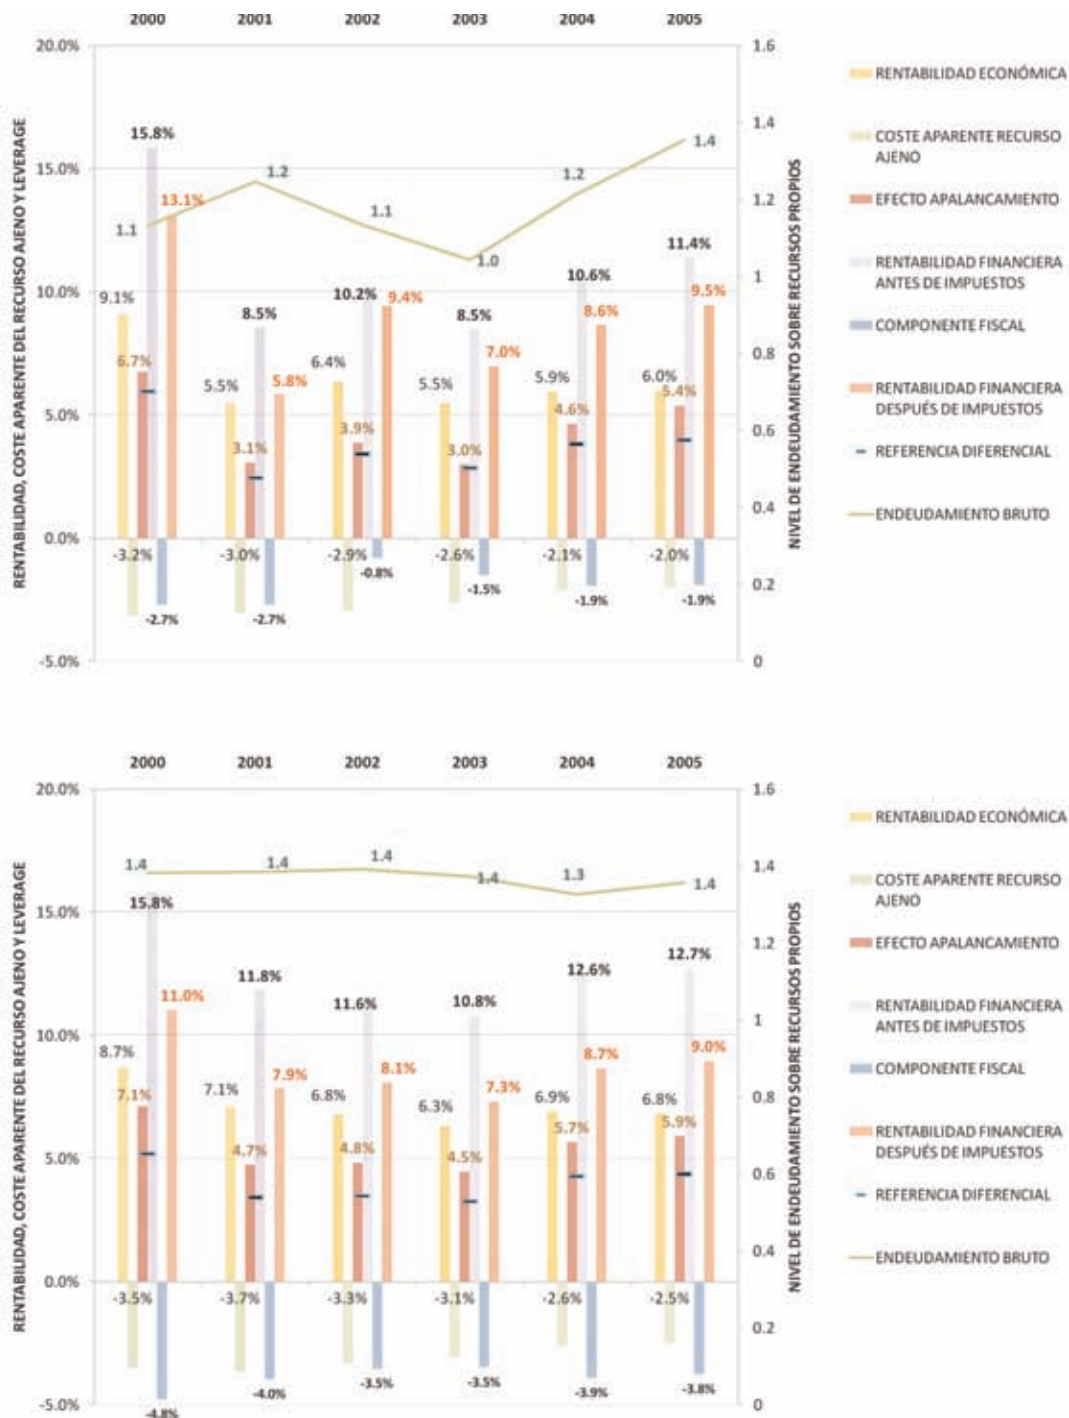 2000 2001 2002 2003 2004 2005
20.0% 1.6
RENTABILIDAD ECONÓMICA
1.4
15.8% 1.4
COSTE APARENTE RECURSO
AJENO
15.0% 1.2 1.2
13.1% 1.2
EFECTO APALANCAMIENTO
1.1 1.1
11.4%
1.0
10.6%
RENTABILIDAD FINANCIERA
ANTES DE IMPUESTOS
10.2% 1
10.0% 9.1% 9.4% 9.5%
8.5% 8.5% 8.6%
COMPONENTE FISCAL
0.8
6.7% 6.4% 7.0%
5.5% 5.8% 5.5% 5.9% 6.0%
RENTABILIDAD FINANCIERA
DESPUÉS DE IMPUESTOS
5.4%
5.0% 4.6% 0.6
3.1% 3.9% 3.0%
REFERENCIA DIFERENCIAL
0.4
ENDEUDAMIENTO BRUTO
0.0%
-3.2% -3.0% -2.9% -2.6% -2.1% -2.0%
-0.8%
0.2
-1.5% -1.9% -1.9%
-2.7% -2.7%
-5.0% 0
RENTABILIDAD, COSTE APARENTE DEL RECURSO AJENO Y LEVERAGE
NIVEL DE ENDEUDAMIENTO SOBRE RECURSOS PROPIOS
2000 2001 2002 2003 2004 2005
20.0% 1.6
RENTABILIDAD ECONÓMICA
1.4 1.4 1.4 1.4 1.3 1.4
1.4
COSTE APARENTE RECURSO
AJENO
15.0%
15.8%
1.2
EFECTO APALANCAMIENTO
12.6% 12.7%
11.8% 11.6%
11.0% 10.8%
RENTABILIDAD FINANCIERA
ANTES DE IMPUESTOS
10.0% 1
8.7% 8.7% 9.0%
COMPONENTE FISCAL
7.1% 7.9% 8.1% 7.3%
7.1% 6.8% 6.3% 6.9% 6.8%
0.8
5.7% 5.9%
RENTABILIDAD FINANCIERA
DESPUÉS DE IMPUESTOS
5.0% 4.7% 4.8% 4.5%
0.6
REFERENCIA DIFERENCIAL
0.4
ENDEUDAMIENTO BRUTO
0.0%
-3.5% -3.7% -3.3% -3.1% -2.6% -2.5%
0.2
-4.0% -3.5% -3.5% -3.9% -3.8%
-5.0% 0
-4.8%
RENTABILIDAD, COSTE APARENTE DEL RECURSO AJENO Y LEVERAGE
NIVEL DE ENDEUDAMIENTO SOBRE RECURSOS PROPIOS